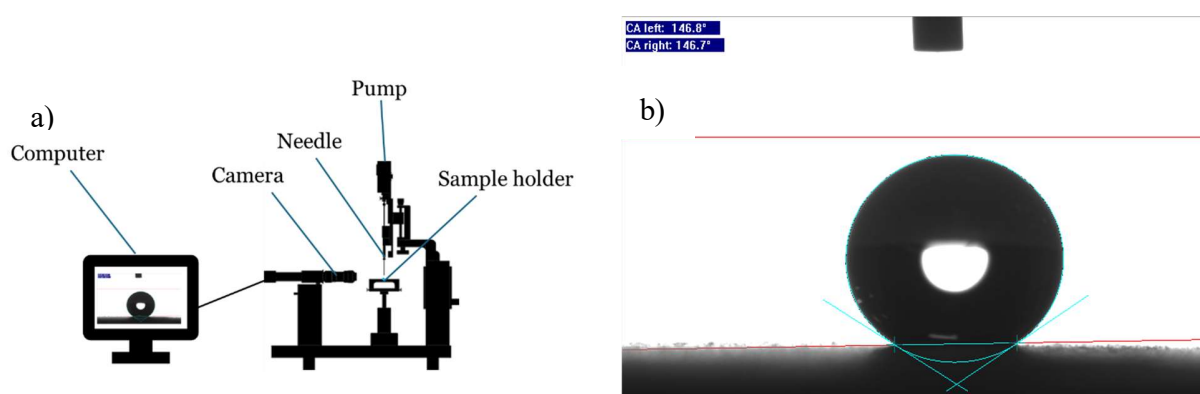 a)
Computer
Camera
Needle
Pump
Sample holder
CA left: 146.8°
CA right: 146.7°
b)